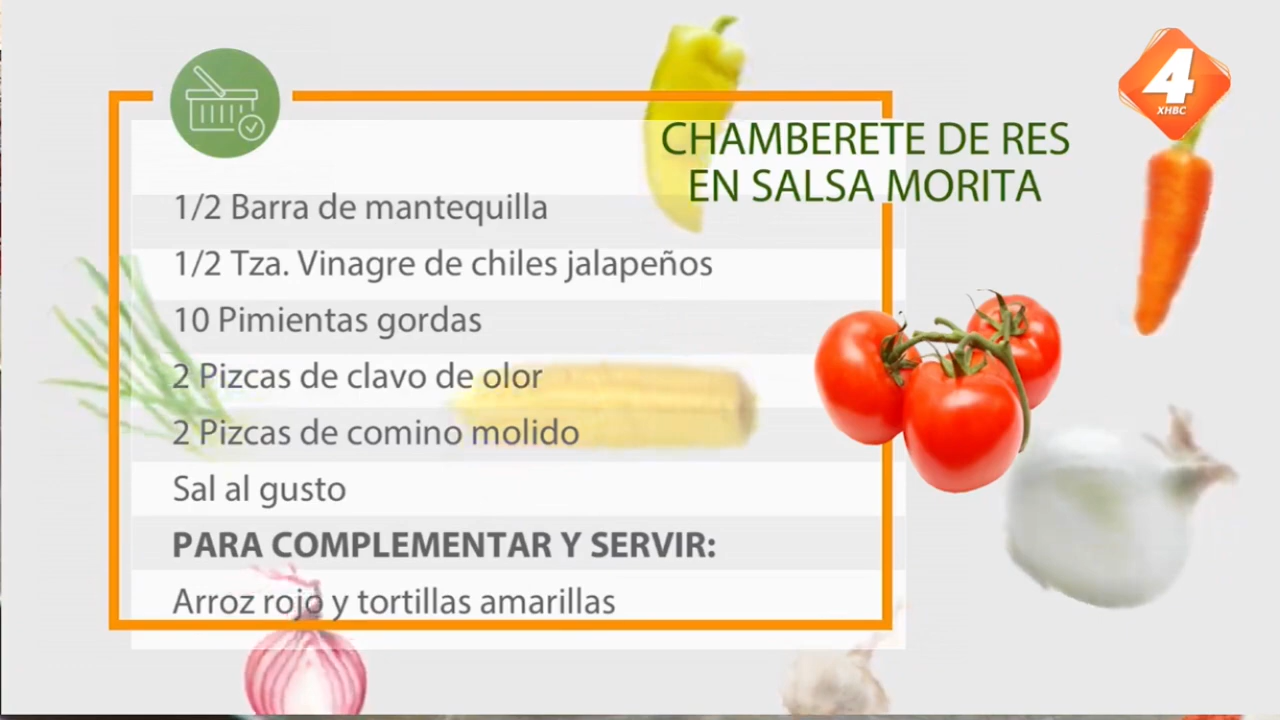 4
XHBC
CHAMBERETE DE RES
EN SALSA MORITA
1/2 Barra de mantequilla
1/2 Tza. Vinagre de chiles jalapeños
10 Pimientas gordas
2 Pizcas de clavo de olor
2 Pizcas de comino molido
Sal al gusto
PARA COMPLEMENTAR Y SERVIR:
Arroz rojo y tortillas amarillas